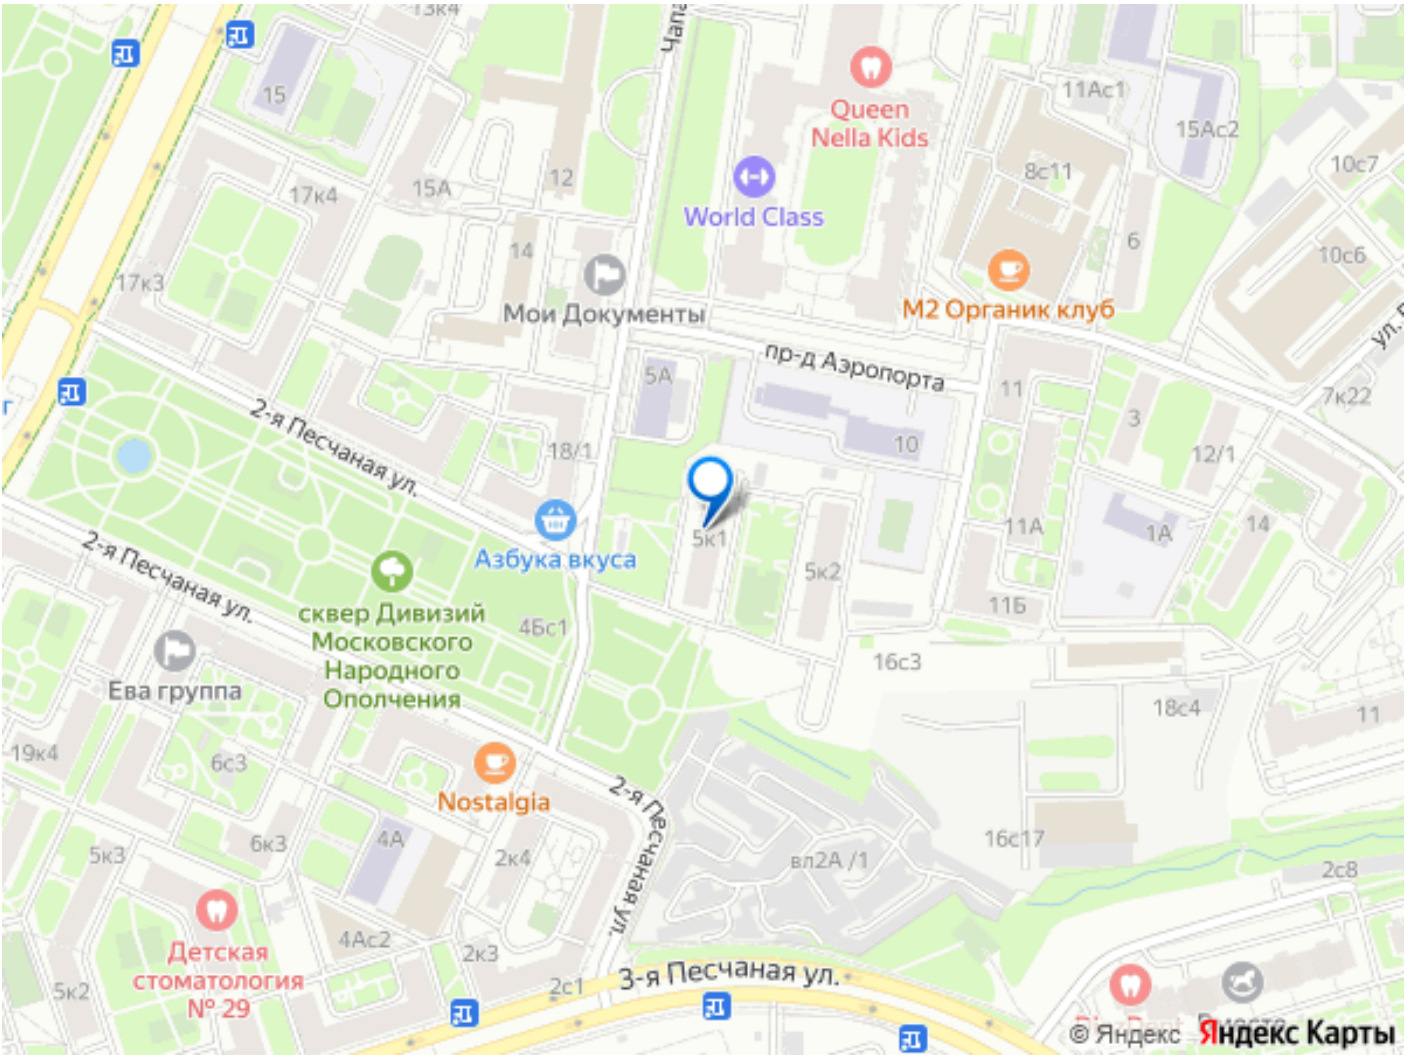 13к4
Чапа
15
Queen
Nella Kids
11Ас1
15Ас2
17к4
15А
12
World Class
8с11
10с7
14
6
10с6
17к3
Мои Документы
М2 Органик клуб
ул.
пр-д Аэропорта
5А
11
7к22
г
2-я Песчаная ул.
18/1
10
3
12/1
Азбука вкуса
5к1
11А
1А
14
2-я Песчаная ул.
сквер Дивизий
Московского
Народного
Ополчения
4Бс1
5к2
11Б
Ева группа
16с3
18с4
11
19к4
6с3
Nostalgia
2-я Песчаная ул.
5к3
6к3
4А
2к4
вл2А /1
16с17
2с8
Детская
стоматология
№ 29
4Ас2
2к3
5к2
2с1
3-я Песчаная ул.
Вместе
© Яндекс Яндекс Карты